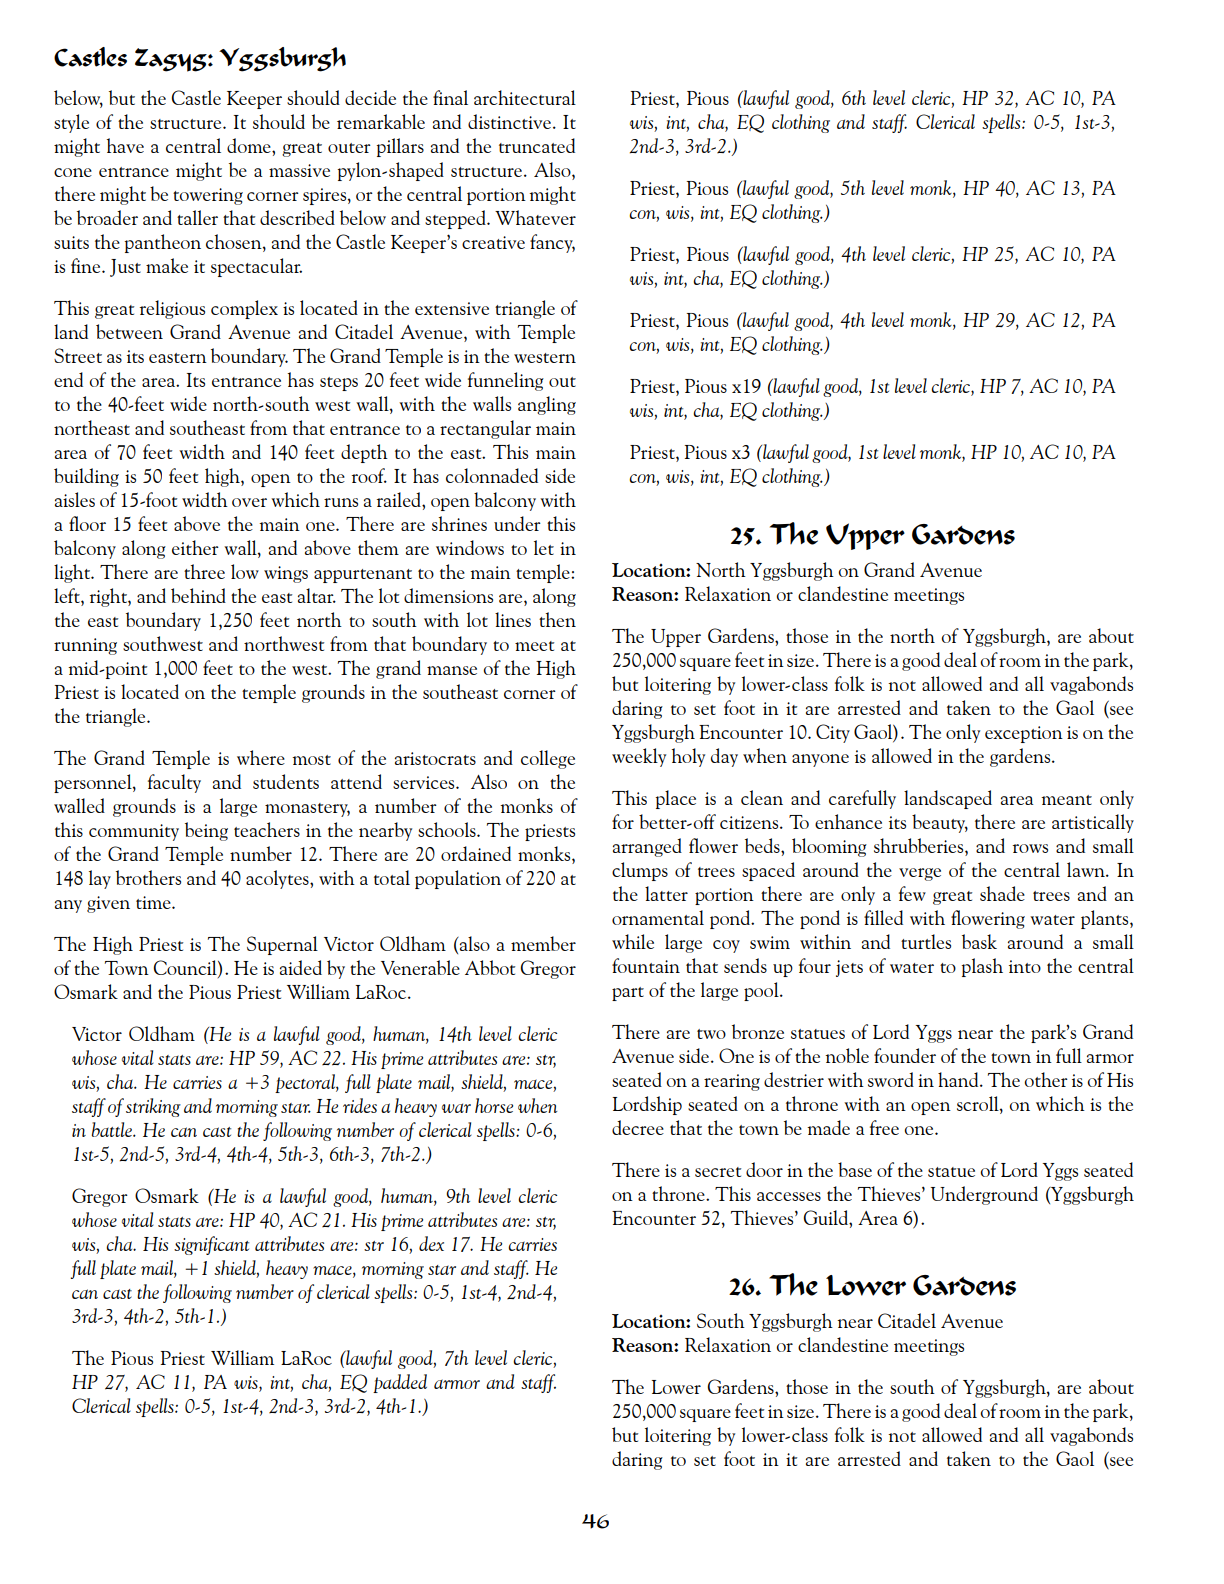 Castles Zagyg: Yggsburgh
below, but the Castle Keeper should decide the final architectural
style of the structure. It should be remarkable and distinctive. It
might have a central dome, great outer pillars and the truncated
cone entrance might be a massive pylon-shaped structure. Also,
there might be towering corner spires, or the central portion might
be broader and taller that described below and stepped. Whatever
suits the pantheon chosen, and the Castle Keeper's creative fancy,
is fine. Just make it spectacular.
This great religious complex is located in the extensive triangle of
land between Grand Avenue and Citadel Avenue, with Temple
Street as its eastern boundary. The Grand Temple is in the western
end of the area. Its entrance has steps 20 feet wide funneling out
to the 40-feet wide north-south west wall, with the walls angling
northeast and southeast from that entrance to a rectangular main
area of 70 feet width and 140 feet depth to the east. This main
building is 50 feet high, open to the roof. It has colonnaded side
aisles of 15-foot width over which runs a railed, open balcony with
a floor 15 feet above the main one. There are shrines under this
balcony along either wall, and above them are windows to let in
light. There are three low wings appurtenant to the main temple:
left, right, and behind the east altar. The lot dimensions are, along
the east boundary 1,250 feet north to south with lot lines then
running southwest and northwest from that boundary to meet at
a mid-point 1,000 feet to the west. The grand manse of the High
Priest is located on the temple grounds in the southeast corner of
the triangle.
The Grand Temple is where most of the aristocrats and college
personnel, faculty and students attend services. Also on the
walled grounds is a large monastery, a number of the monks of
this community being teachers in the nearby schools. The priests
of the Grand Temple number 12. There are 20 ordained monks,
148 lay brothers and 40 acolytes, with a total population of 220 at
any given time.
The High Priest is The Supernal Victor Oldham (also a member
of the Town Council). He is aided by the Venerable Abbot Gregor
Osmark and the Pious Priest William LaRoc.
Victor Oldham (He is a lawful good, human, 14th level cleric
whose vital stats are: HP 59, AC 22. His prime attributes are: str,
wis, cha. He carries a +3 pectoral, full plate mail, shield, mace,
staff of striking and morning star. He rides a heavy war horse when
in battle. He can cast the following number of clerical spells: 0-6,
1st-5, 2nd-5, 3rd-4, 4th-4, 5th-3, 6th-3, 7th-2.)
Gregor Osmark (He is a lawful good, human, 9th level cleric
whose vital stats are: HP 40, AC 21. His prime attributes are: str,
wis, cha. His significant attributes are: str 16, dex 17. He carries
full plate mail, +1 shield, heavy mace, morning star and staff. He
can cast the following number of clerical spells: 0-5, 1st-4, 2nd-4,
3rd-3, 4th-2, 5th-1.)
The Pious Priest William LaRoc (lawful good, 7th level cleric,
HP 27, AC 11, PA wis, int, cha, EQ padded armor and staff.
Clerical spells: 0-5, 1st-4, 2nd-3, 3rd-2, 4th-1.)
Priest, Pious (lawful good, 6th level cleric, HP 32, AC 10, PA
wis, int, cha, EQ clothing and staff. Clerical spells: 0-5, 1st-3,
2nd-3, 3rd-2.)
Priest, Pious (lawful good, 5th level monk, HP 40, AC 13, PA
con, wis, int, EQ clothing.)
Priest, Pious (lawful good, 4th level cleric, HP 25, AC 10, PA
wis, int, cha, EQ clothing.)
Priest, Pious (lawful good, 4th level monk, HP 29, AC 12, PA
con, wis, int, EQ clothing.)
Priest, Pious x19 (lawful good, 1st level cleric, HP 7, AC 10, PA
wis, int, cha, EQ clothing.)
Priest, Pious x3 (lawful good, 1st level monk, HP 10, AC 10, PA
con, wis, int, EQ clothing.)
25. The Upper Gardens
Location: North Yggsburgh on Grand Avenue
Reason: Relaxation or clandestine meetings
The Upper Gardens, those in the north of Yggsburgh, are about
250,000 square feet in size. There is a good deal of room in the park,
but loitering by lower-class folk is not allowed and all vagabonds
daring to set foot in it are arrested and taken to the Gaol (see
Yggsburgh Encounter 10. City Gaol). The only exception is on the
weekly holy day when anyone is allowed in the gardens.
This place is a clean and carefully landscaped area meant only
for better-off citizens. To enhance its beauty, there are artistically
arranged flower beds, blooming shrubberies, and rows and small
clumps of trees spaced around the verge of the central lawn. In
the latter portion there are only a few great shade trees and an
ornamental pond. The pond is filled with flowering water plants,
while large coy swim within and turtles bask around a small
fountain that sends up four jets of water to plash into the central
part of the large pool.
There are two bronze statues of Lord Yggs near the park's Grand
Avenue side. One is of the noble founder of the town in full armor
seated on a rearing destrier with sword in hand. The other is of His
Lordship seated on a throne with an open scroll, on which is the
decree that the town be made a free one.
There is a secret door in the base of the statue of Lord Yggs seated
on a throne. This accesses the Thieves' Underground (Yggsburgh
Encounter 52, Thieves' Guild, Area 6).
26. The Lower Gardens
Location: South Yggsburgh near Citadel Avenue
Reason: Relaxation or clandestine meetings
The Lower Gardens, those in the south of Yggsburgh, are about
250,000 square feet in size. There is a good deal of room in the park,
but loitering by lower-class folk is not allowed and all vagabonds
daring to set foot in it are arrested and taken to the Gaol (see
46